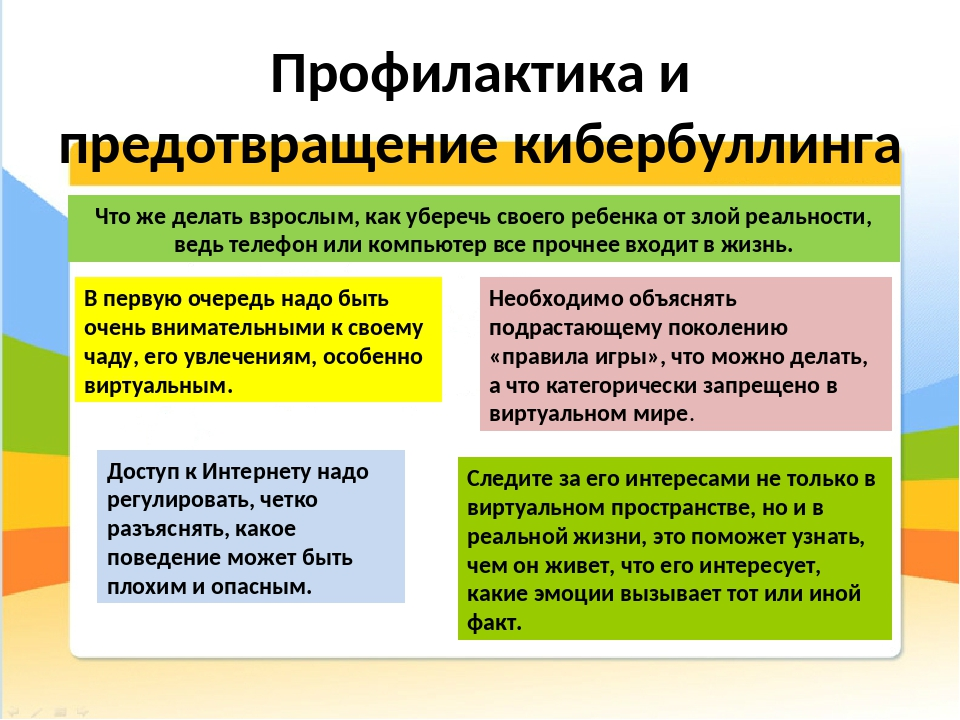 Профилактика и
предотвращение кибербуллинга
Что же делать взрослым, как уберечь своего ребенка от злой реальности,
ведь телефон или компьютер все прочнее входит в жизнь.
В первую очередь надо быть
очень внимательными к своему
чаду, его увлечениям, особенно
виртуальным.
Необходимо объяснять
подрастающему поколению
«правила игры», что можно делать,
а что категорически запрещено в
виртуальном мире.
Доступ к Интернету надо
регулировать, четко
разъяснять, какое
поведение может быть
плохим и опасным.
Следите за его интересами не только в
виртуальном пространстве, но и в
реальной жизни, это поможет узнать,
чем он живет, что его интересует,
какие эмоции вызывает тот или иной
факт.